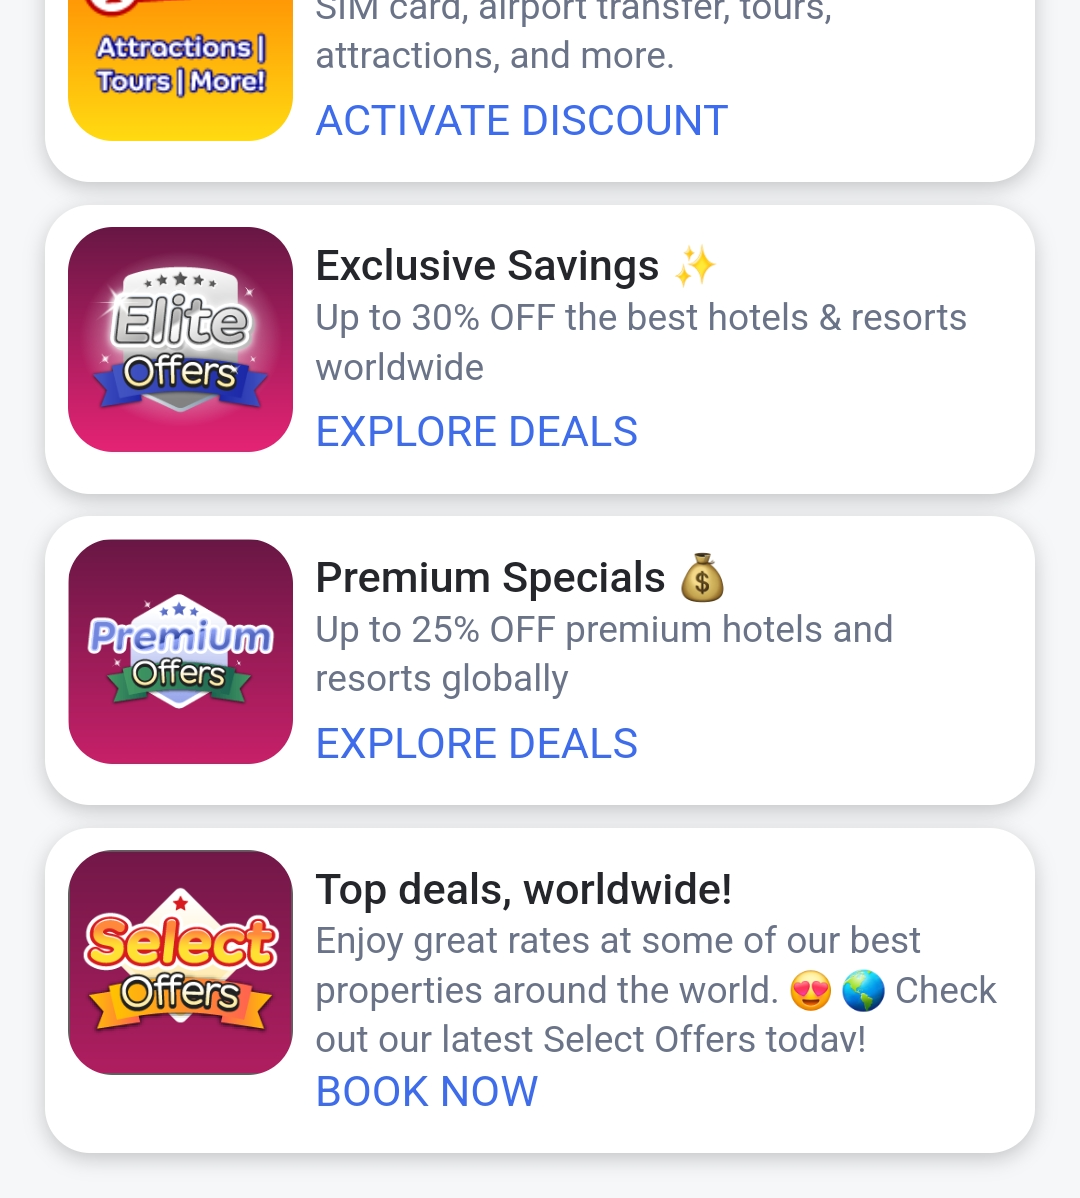 SIM card, airport transfer, tours,
attractions, and more.
Attractions |
Tours | More!
ACTIVATE DISCOUNT
Elite
Offers
Exclusive Savings ✨
Up to 30% OFF the best hotels & resorts
worldwide
EXPLORE DEALS
Premium
Offers
Premium Specials 💰
Up to 25% OFF premium hotels and
resorts globally
EXPLORE DEALS
Select
Offers
Top deals, worldwide!
Enjoy great rates at some of our best
properties around the world. 😍 🌎 Check
out our latest Select Offers today!
BOOK NOW